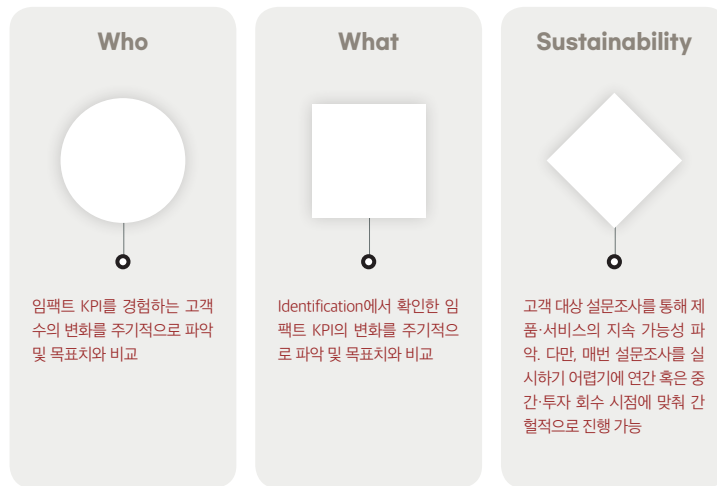 Who
임팩트 KPI를 경험하는 고객
수의 변화를 주기적으로 파악
및 목표치와 비교
What
Identification에서 확인한 임
팩트 KPI의 변화를 주기적으
로 파악 및 목표치와 비교
Sustainability
고객 대상 설문조사를 통해 제
품·서비스의 지속 가능성 파
악. 다만, 매번 설문조사를 실
시하기 어렵기에 연간 혹은 중
간·투자 회수 시점에 맞춰 간
헐적으로 진행 가능